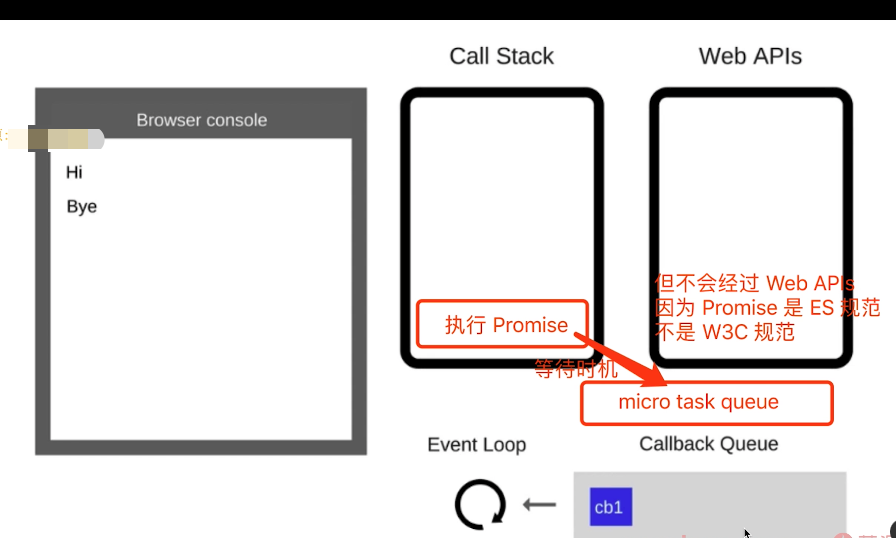 Call Stack
Web APIs
Browser console
Hi
Bye
但不会经过 Web APIs
因为 Promise 是 ES 规范
不是 W3C 规范
执行 Promise
等待时机
micro task queue
Event Loop
Callback Queue
cb1